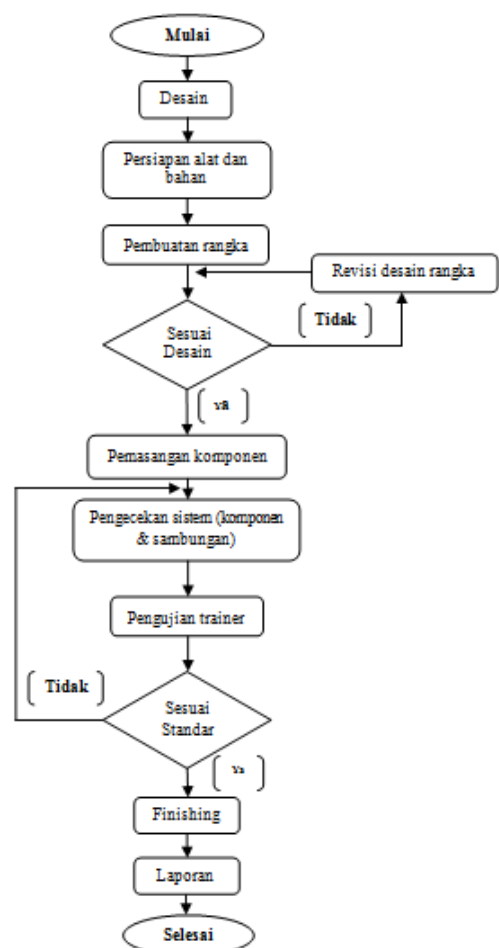 Mulai
Desain
Persiapan alat dan
bahan
Pembuatan rangka
Revisi desain rangka
Tidak
Sesuai
Desain
Ya
Pemasangan komponen
Pengecekan sistem (komponen
& sambungan)
Pengujian trainer
Tidak
Sesuai
Standar
Ya
Finishing
Laporan
Selesai